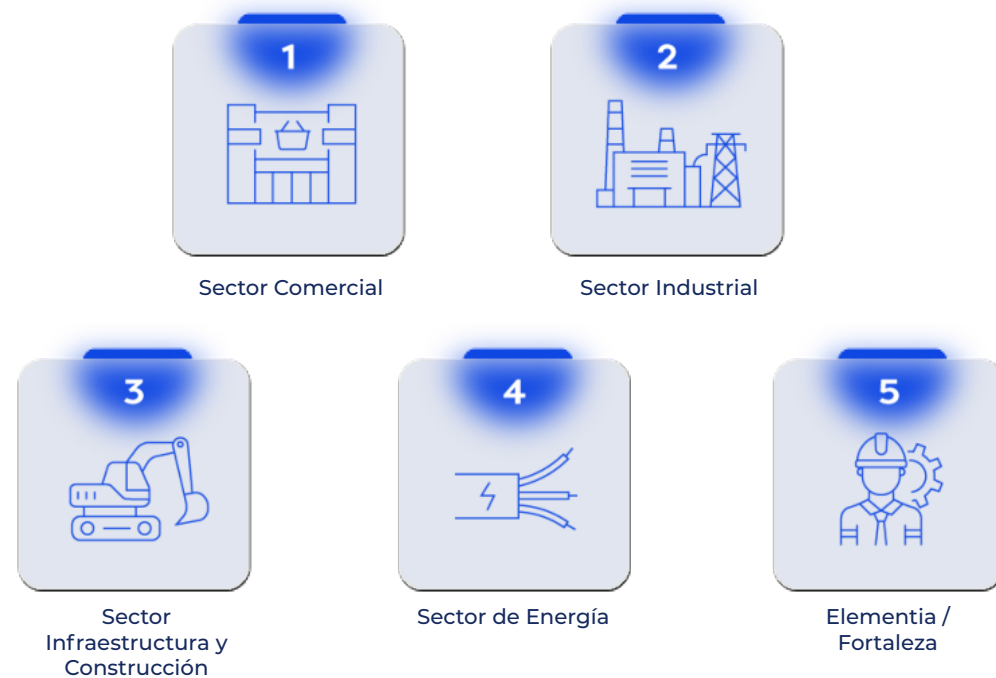 1
2
Sector Comercial
Sector Industrial
3
4
5
Sector
Infraestructura y
Construcción
Sector de Energía
Elementia /
Fortaleza